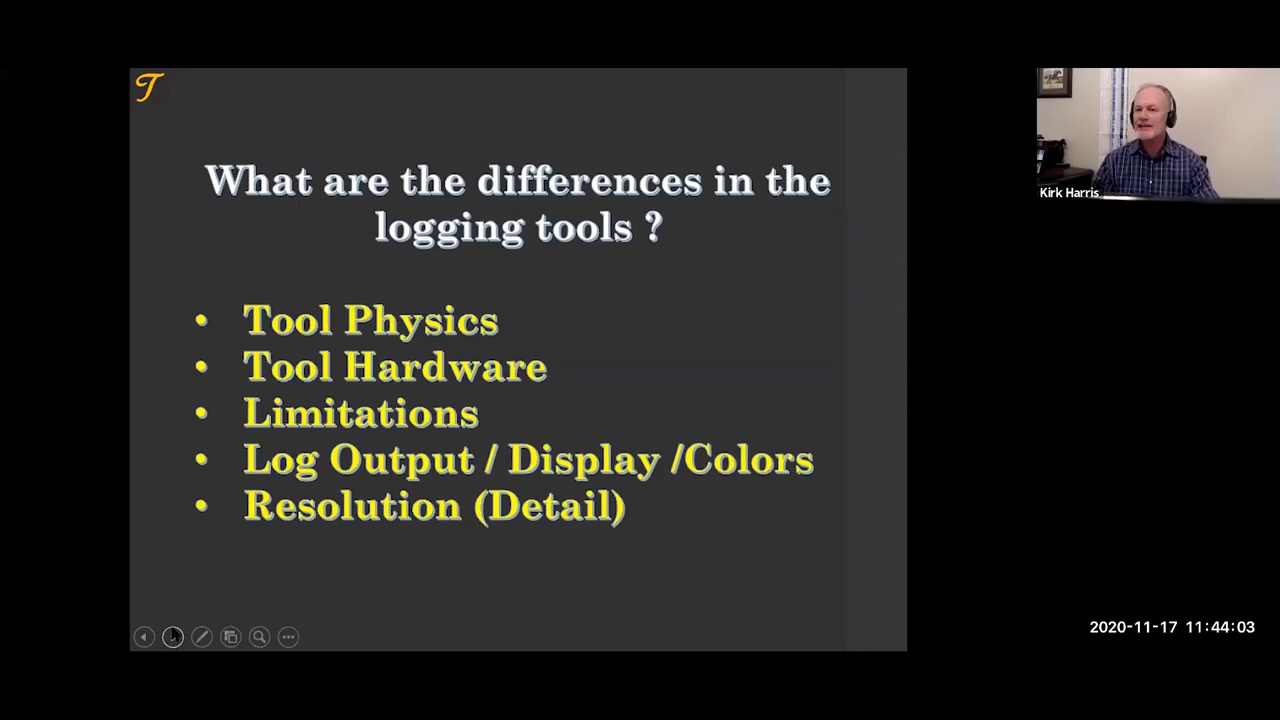 T
What are the differences in the
logging tools ?
• Tool Physics
• Tool Hardware
• Limitations
• Log Output / Display /Colors
• Resolution (Detail)
Kirk Harris
2020-11-17 11:44:03